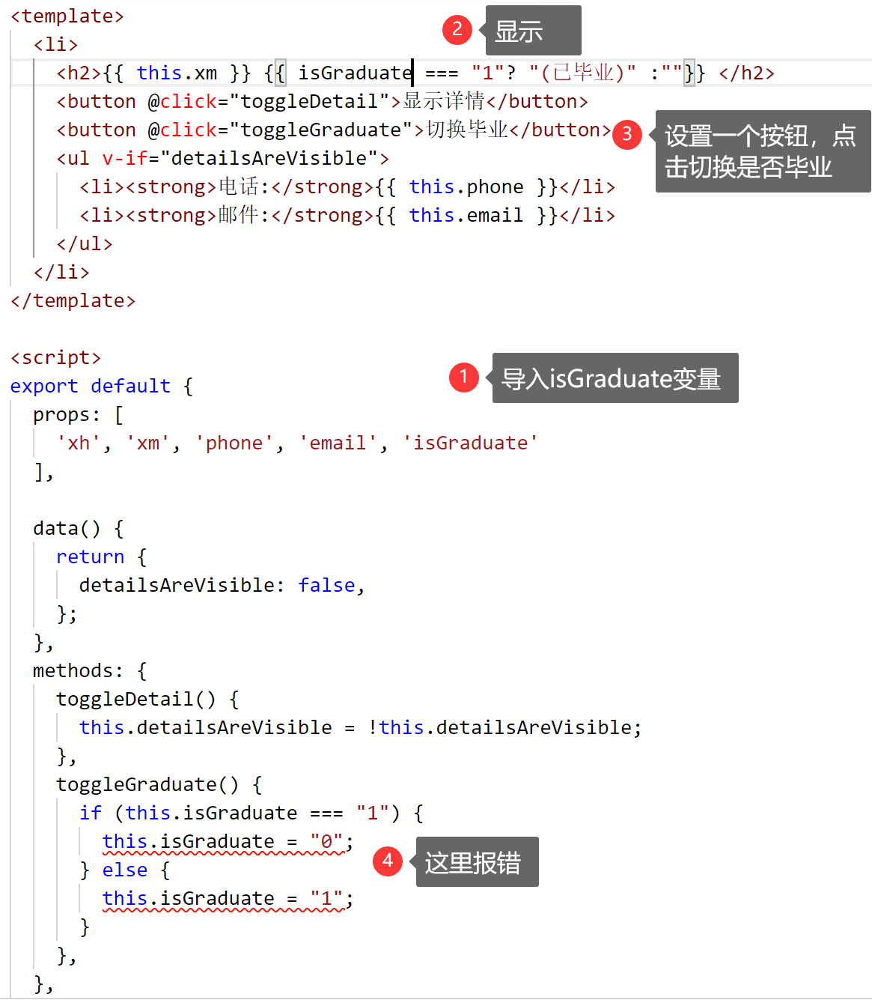 <template>
<li>
2 显示
<h2>{{ this.xm }} {{ isGraduate === "1"? "(已毕业)" :""}} </h2>
<button @click="toggleDetail">显示详情</button>
<button @click="toggleGraduate">切换毕业</button>
3 设置一个按钮，点
击切换是否毕业
<ul v-if="detailsAreVisible">
<li><strong>电话:</strong>{{ this.phone }}</li>
<li><strong>邮件:</strong>{{ this.email }}</li>
</ul>
</li>
</template>
<script>
1 导入isGraduate变量
export default {
props: [
'xh', 'xm', 'phone', 'email', 'isGraduate'
],
data() {
return {
detailsAreVisible: false,
};
},
methods: {
toggleDetail() {
this.detailsAreVisible = !this.detailsAreVisible;
},
toggleGraduate() {
if (this.isGraduate === "1") {
this.isGraduate = "0";
4 这里报错
} else {
this.isGraduate = "1";
}
},
},